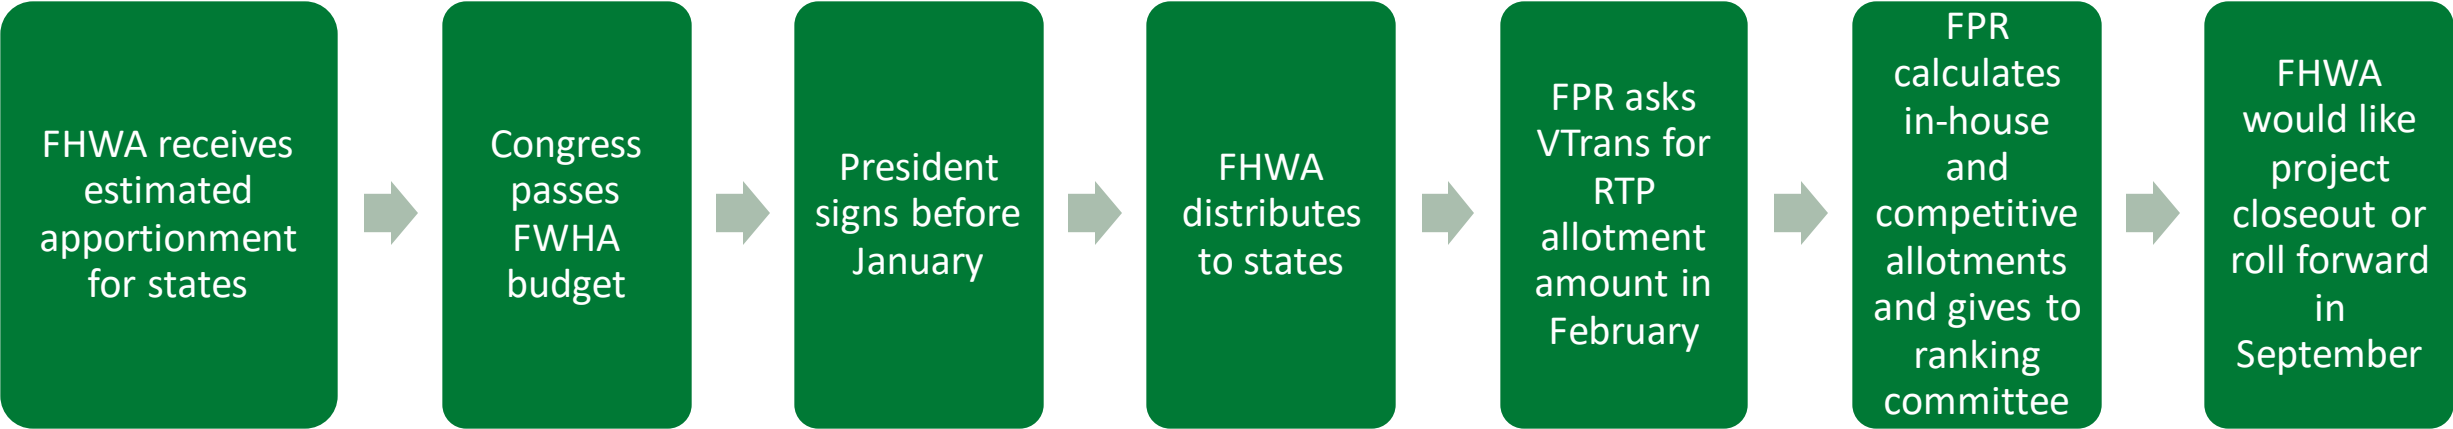 FHWA receives
estimated
apportionment
for states
Congress
passes
FWHA
budget
President
signs before
January
FHWA
distributes
to states
FPR asks
VTrans for
RTP
allotment
amount in
February
FPR
calculates
in-house
and
competitive
allotments
and gives to
ranking
committee
FHWA
would like
project
closeout or
roll forward
in
September